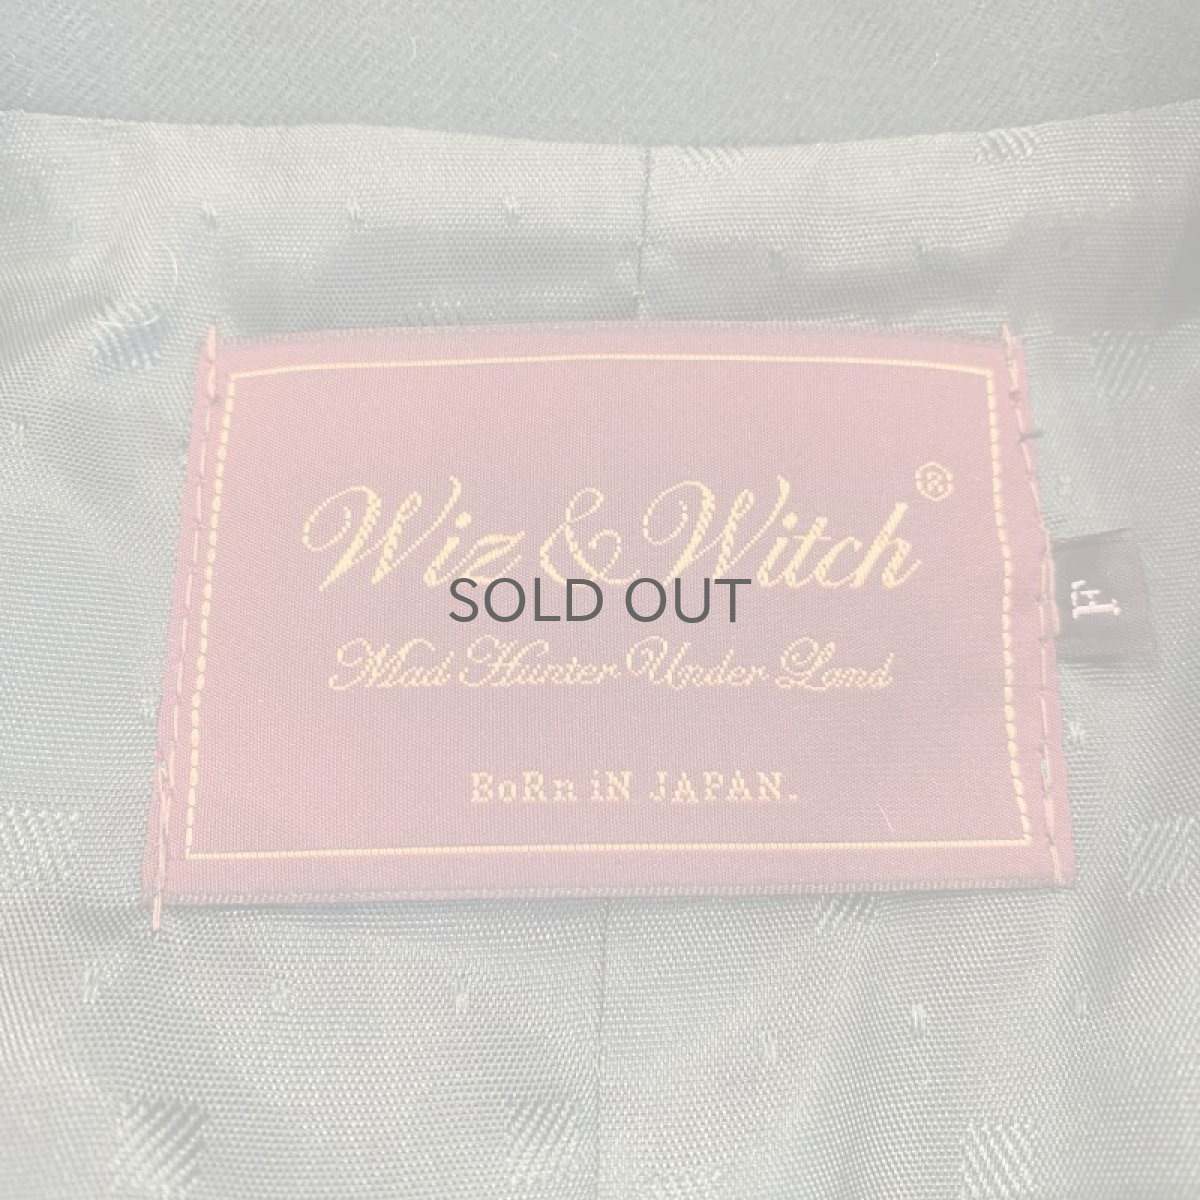 Wiz & Witch®
F
SOLD OUT
Mad Hunter Under Land
BoRn iN JAPAN.